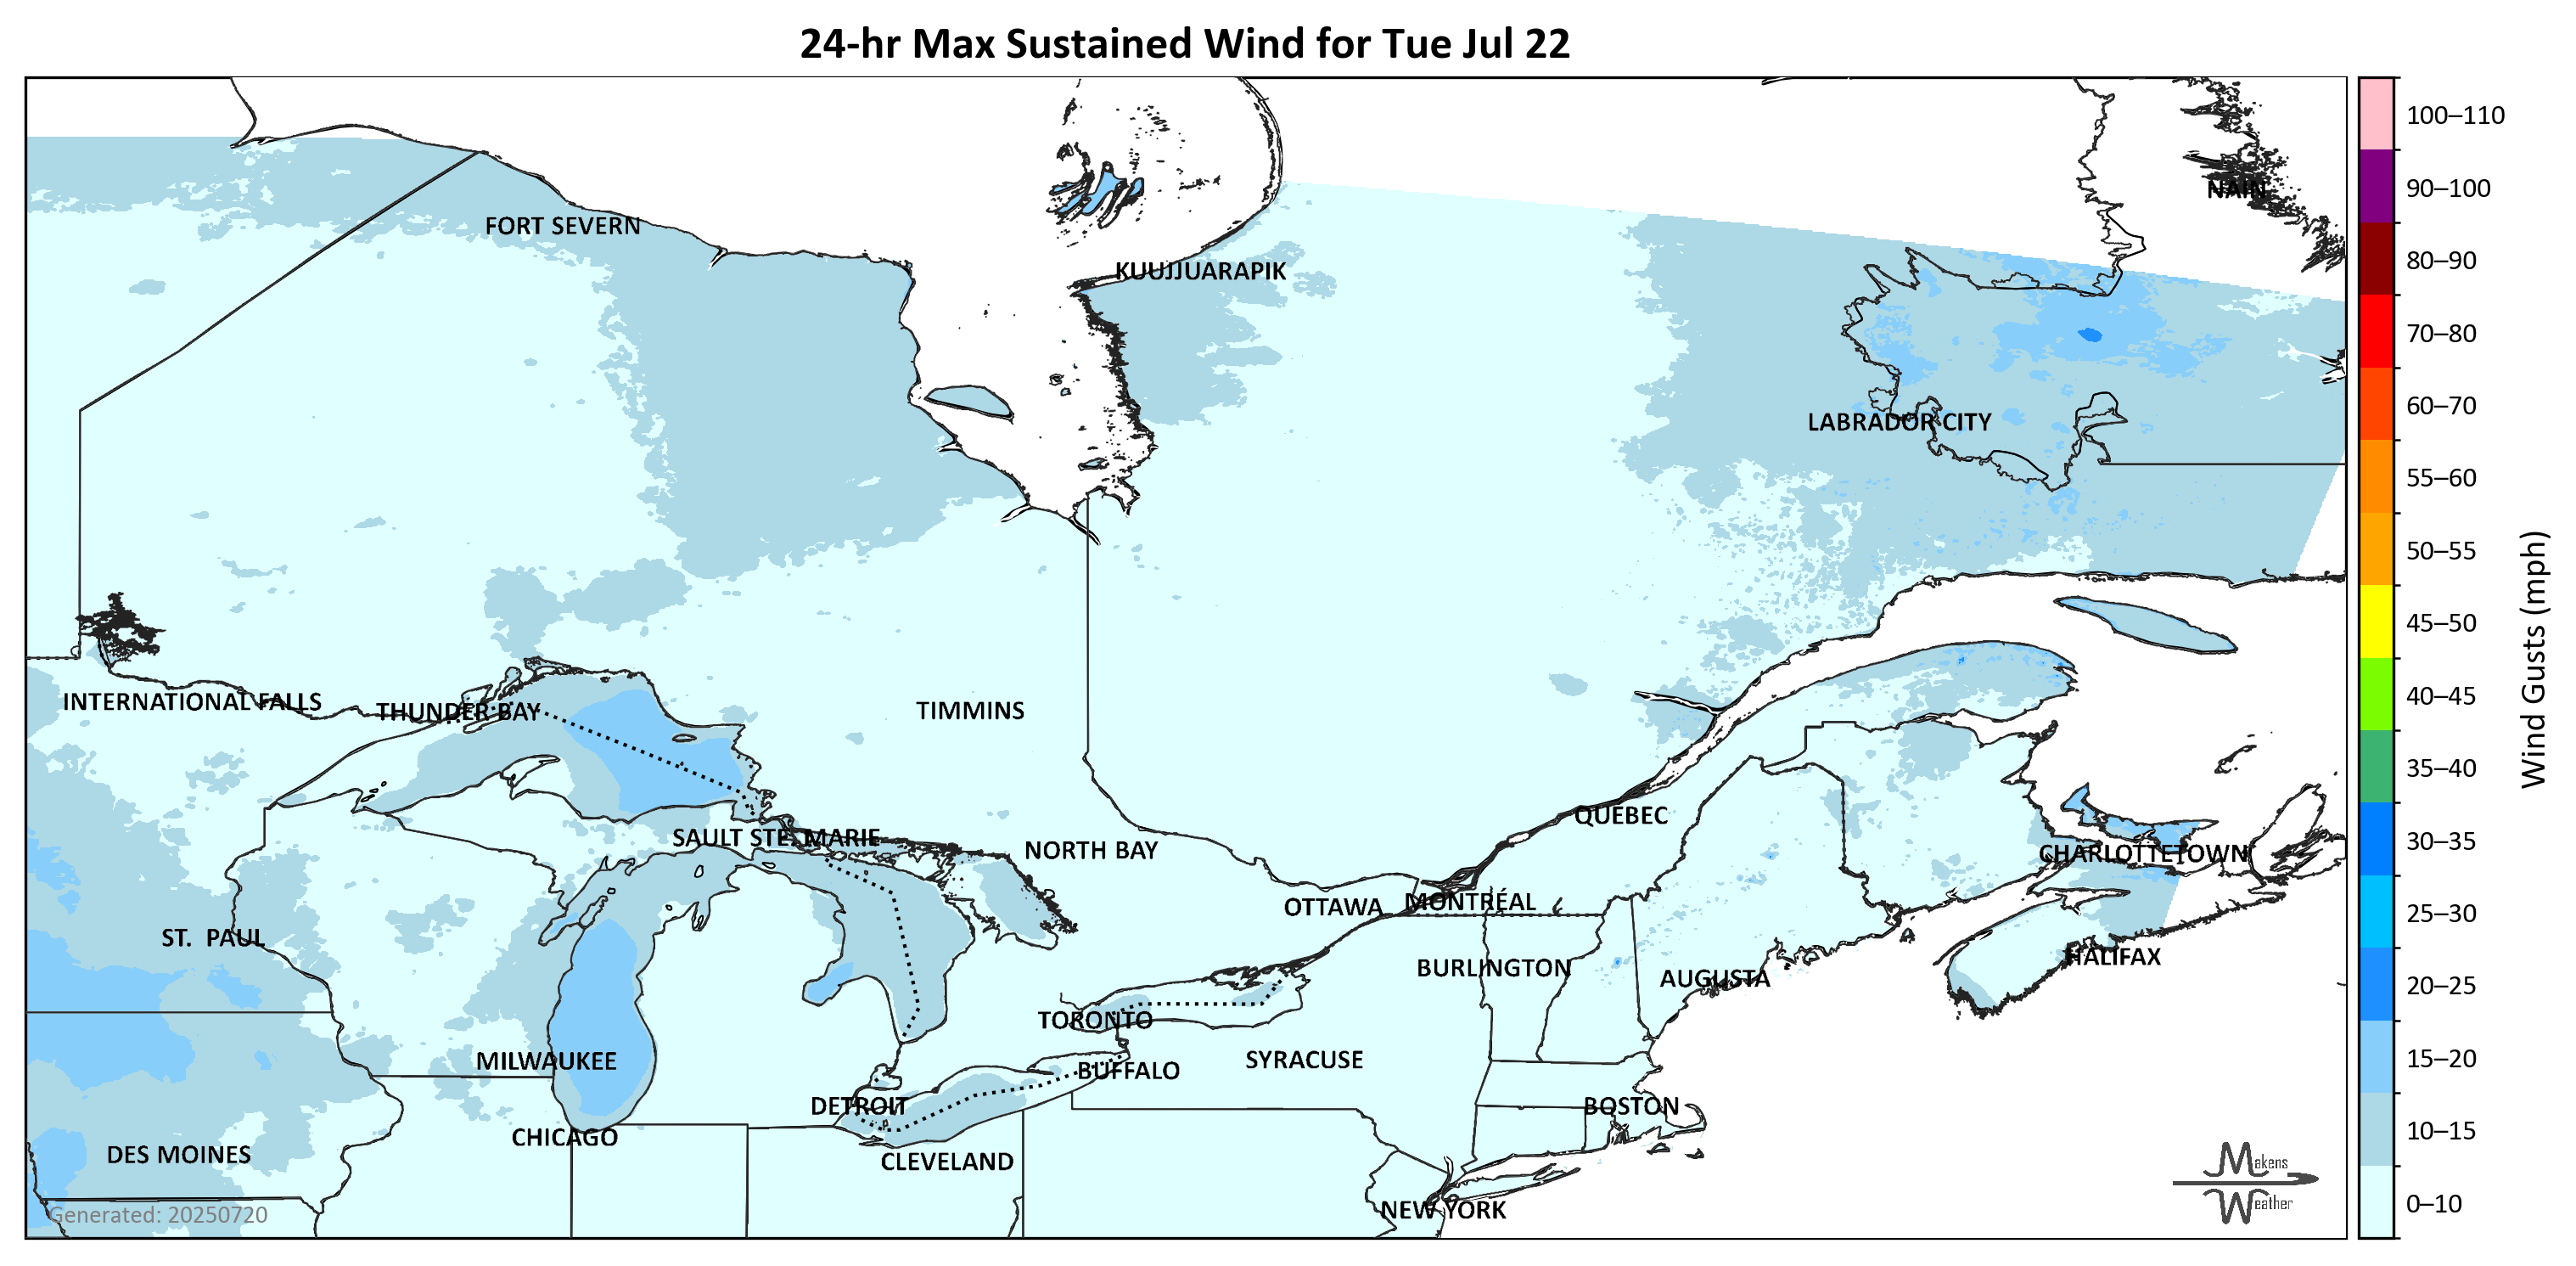 24-hr Max Sustained Wind for Tue Jul 22
100–110
90–100
80–90
70–80
60–70
55–60
50–55
45–50
40–45
35–40
30–35
25–30
20–25
15–20
10–15
0–10
Wind Gusts (mph)
NAIN
FORT SEVERN
KUUJJUARAPIK
LABRADOR CITY
INTERNATIONAL FALLS
THUNDER BAY
TIMMINS
QUEBEC
SAULT STE. MARIE
NORTH BAY
CHARLOTTETOWN
OTTAWA
MONTRÉAL
ST. PAUL
HALIFAX
BURLINGTON
AUGUSTA
TORONTO
MILWAUKEE
SYRACUSE
BUFFALO
DETROIT
BOSTON
CHICAGO
DES MOINES
CLEVELAND
NEW YORK
Generated: 20250720
Makens
Weather